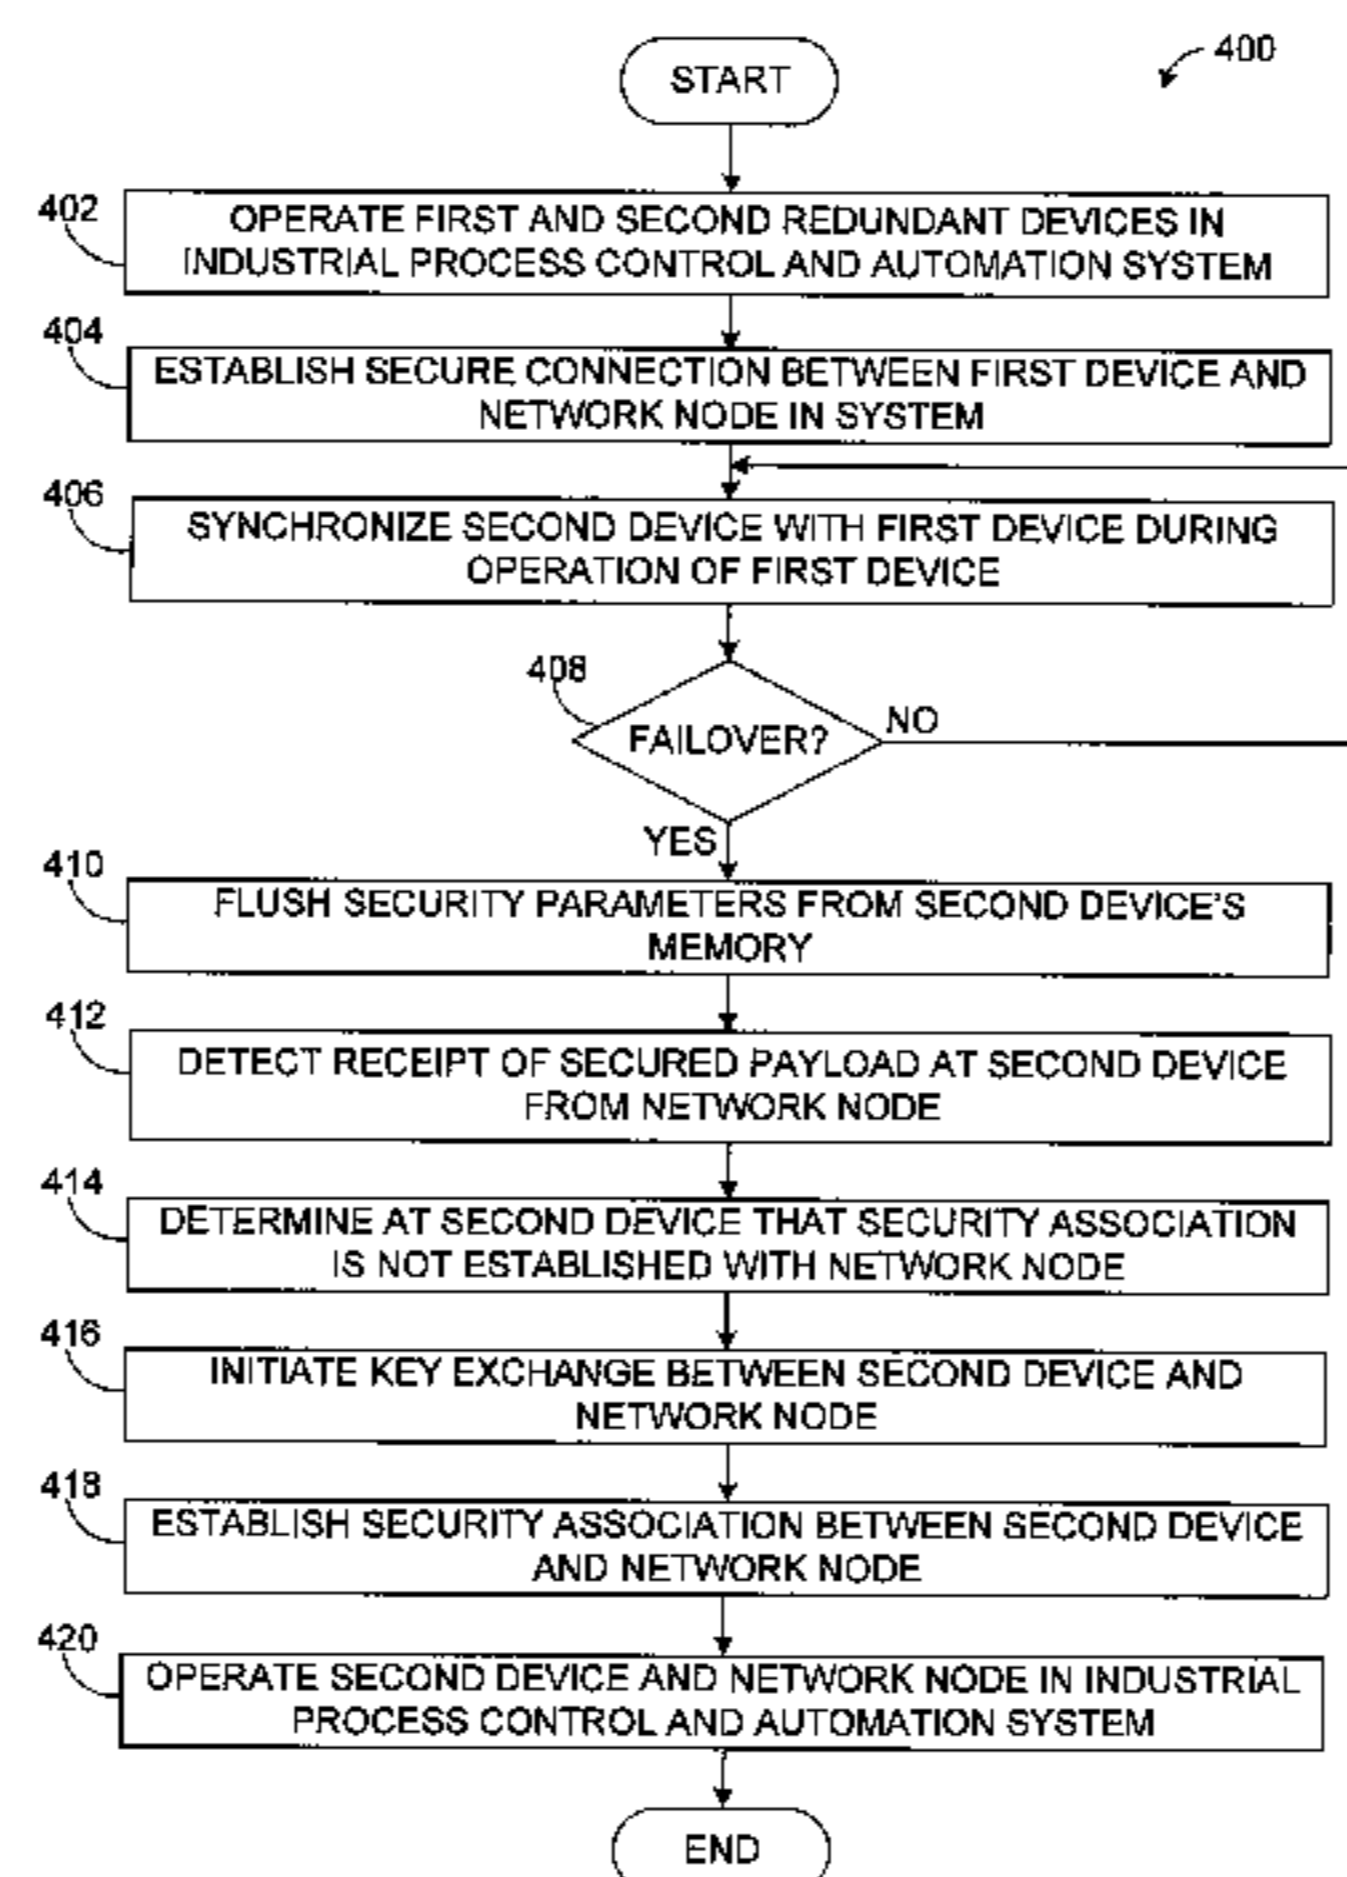 400
START
402
OPERATE FIRST AND SECOND REDUNDANT DEVICES IN
INDUSTRIAL PROCESS CONTROL AND AUTOMATION SYSTEM
404
ESTABLISH SECURE CONNECTION BETWEEN FIRST DEVICE AND
NETWORK NODE IN SYSTEM
406
SYNCHRONIZE SECOND DEVICE WITH FIRST DEVICE DURING
OPERATION OF FIRST DEVICE
408
FAILOVER?
NO
YES
410
FLUSH SECURITY PARAMETERS FROM SECOND DEVICE'S
MEMORY
412
DETECT RECEIPT OF SECURED PAYLOAD AT SECOND DEVICE
FROM NETWORK NODE
414
DETERMINE AT SECOND DEVICE THAT SECURITY ASSOCIATION
IS NOT ESTABLISHED WITH NETWORK NODE
416
INITIATE KEY EXCHANGE BETWEEN SECOND DEVICE AND
NETWORK NODE
418
ESTABLISH SECURITY ASSOCIATION BETWEEN SECOND DEVICE
AND NETWORK NODE
420
OPERATE SECOND DEVICE AND NETWORK NODE IN INDUSTRIAL
PROCESS CONTROL AND AUTOMATION SYSTEM
END